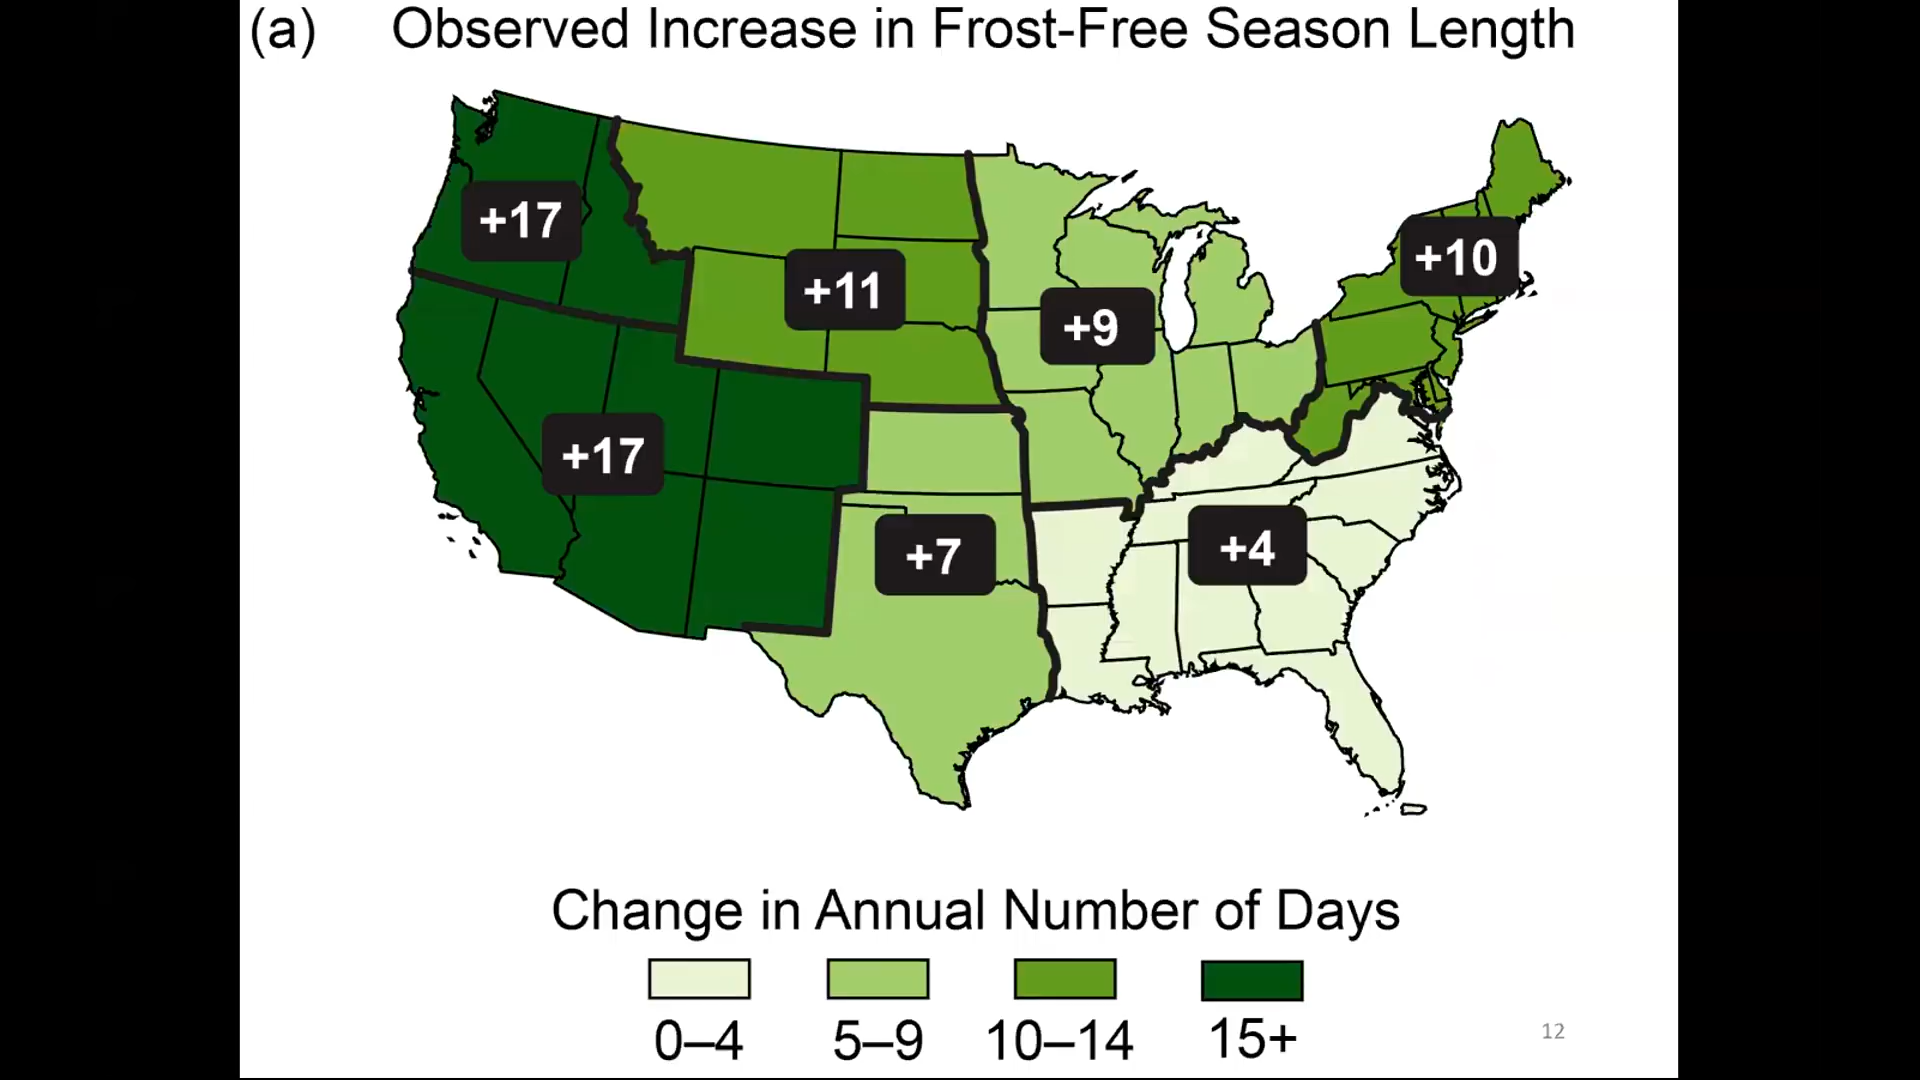 (a) Observed Increase in Frost-Free Season Length
+17
+11
+10
+9
+17
+7
+4
Change in Annual Number of Days
0–4 5–9 10–14 15+
12